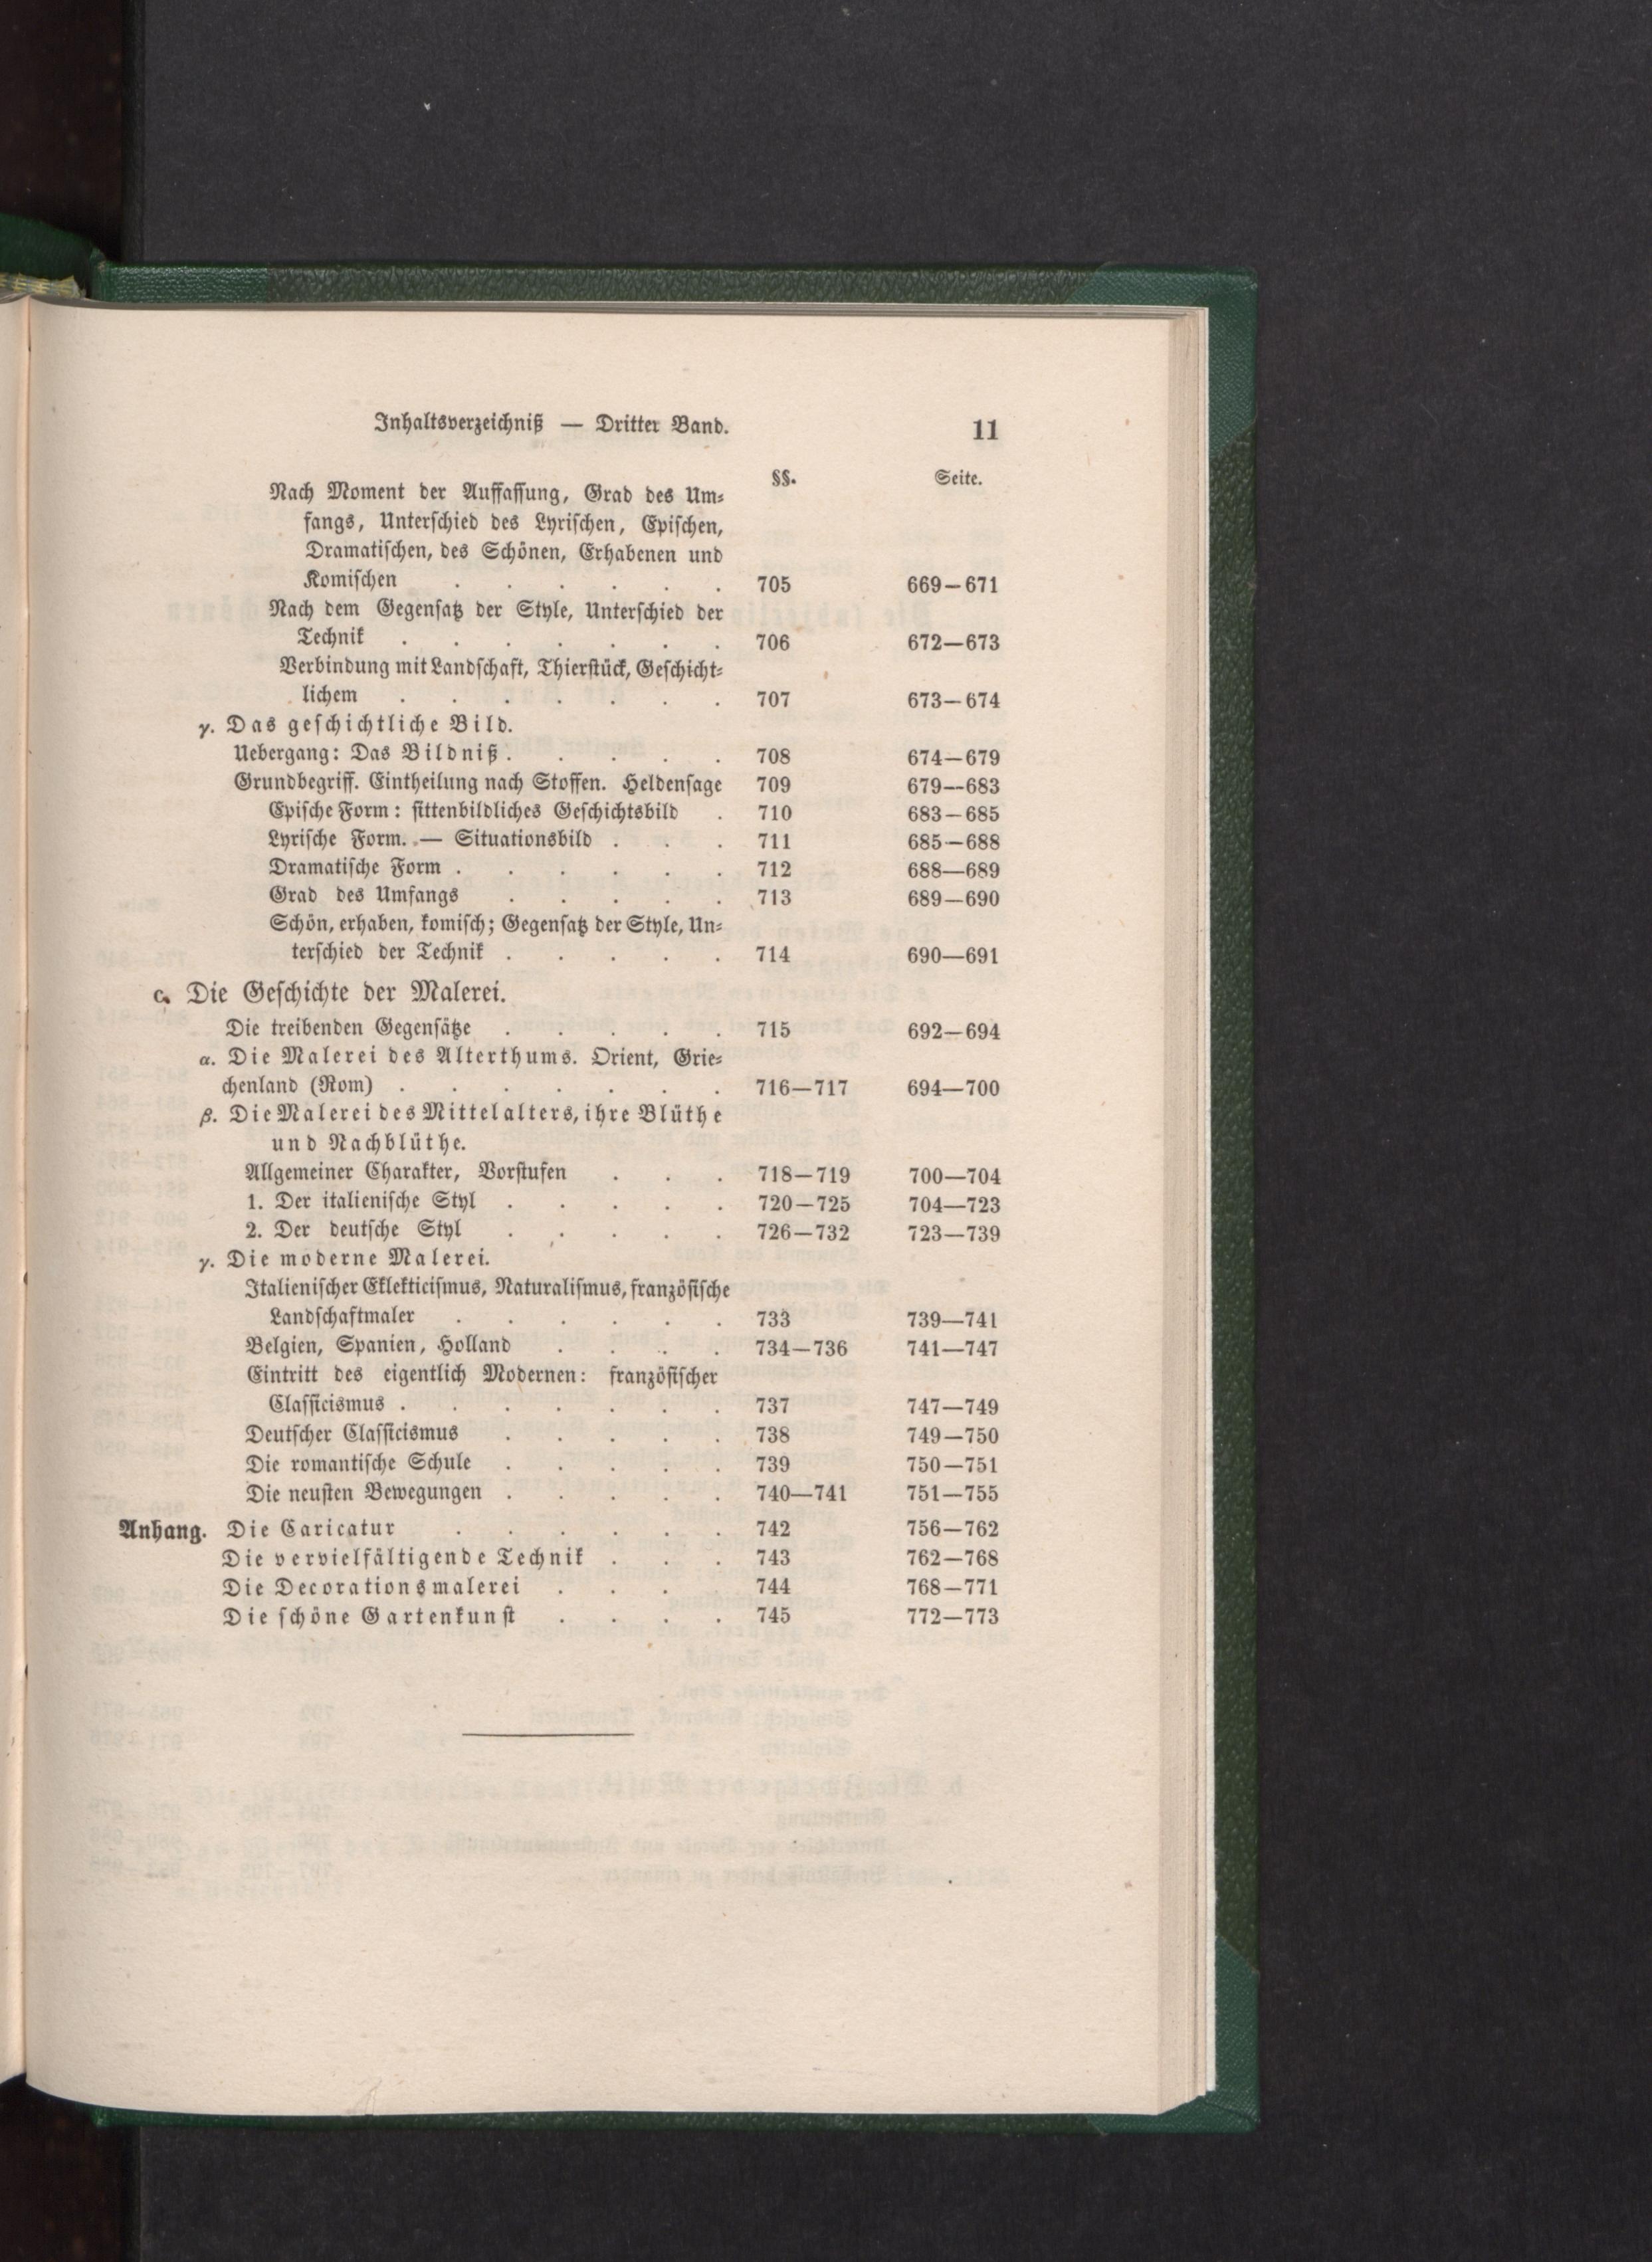 Inhaltsverzeichniß — Dritter Band. 11
§§. Seite.
Nach Moment der Auffassung, Grad des Um-
fangs, Unterschied des Lyrischen, Epischen,
Dramatischen, des Schönen, Erhabenen und
Komischen . . . . . . 705 669—671
Nach dem Gegensatz der Style, Unterschied der
Technik . . . . . . . 706 672—673
Verbindung mit Landschaft, Thierstück, Geschicht-
lichem . . . . . . . 707 673—674
γ. Das geschichtliche Bild.
Uebergang: Das Bildniß . . . . . 708 674—679
Grundbegriff. Eintheilung nach Stoffen. Heldensage 709 679—683
Epische Form: sittenbildliches Geschichtsbild . 710 683—685
Lyrische Form. — Situationsbild . . . 711 685—688
Dramatische Form . . . . . . 712 688—689
Grad des Umfangs . . . . . 713 689—690
Schön, erhaben, komisch; Gegensatz der Style, Un-
terschied der Technik . . . . . 714 690—691
c. Die Geschichte der Malerei.
Die treibenden Gegensätze . . . . . 715 692—694
α. Die Malerei des Alterthums. Orient, Grie-
chenland (Rom) . . . . . . . 716—717 694—700
β. Die Malerei des Mittelalters, ihre Blüthe
und Nachblüthe.
Allgemeiner Charakter, Vorstufen . . . 718—719 700—704
1. Der italienische Styl . . . . . 720—725 704—723
2. Der deutsche Styl . . . . . 726—732 723—739
γ. Die moderne Malerei.
Italienischer Eklekticismus, Naturalismus, französische
Landschaftmaler . . . . . . 733 739—741
Belgien, Spanien, Holland . . . . 734—736 741—747
Eintritt des eigentlich Modernen: französischer
Classicismus . . . . . . . 737 747—749
Deutscher Classicismus . . . . . 738 749—750
Die romantische Schule . . . . . 739 750—751
Die neusten Bewegungen . . . . . 740—741 751—755
Anhang. Die Caricatur . . . . . . 742 756—762
Die vervielfältigende Technik . . . 743 762—768
Die Decorationsmalerei . . . . 744 768—771
Die schöne Gartenkunst . . . . 745 772—773